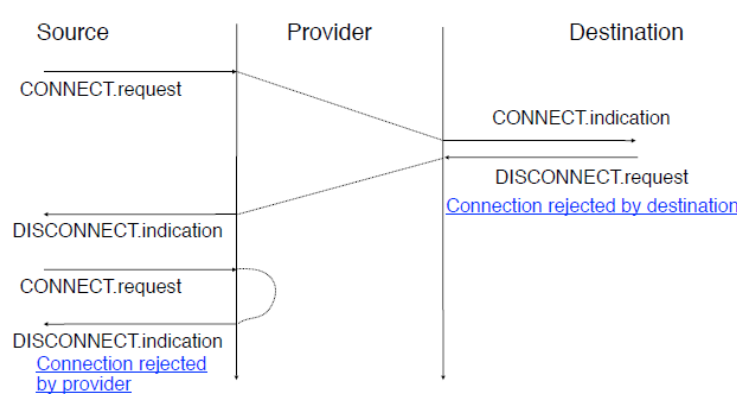 Source Provider Destination
CONNECT.request
CONNECT.indication
DISCONNECT.request
Connection rejected by destination
DISCONNECT.indication
CONNECT.request
DISCONNECT.indication
Connection rejected
by provider